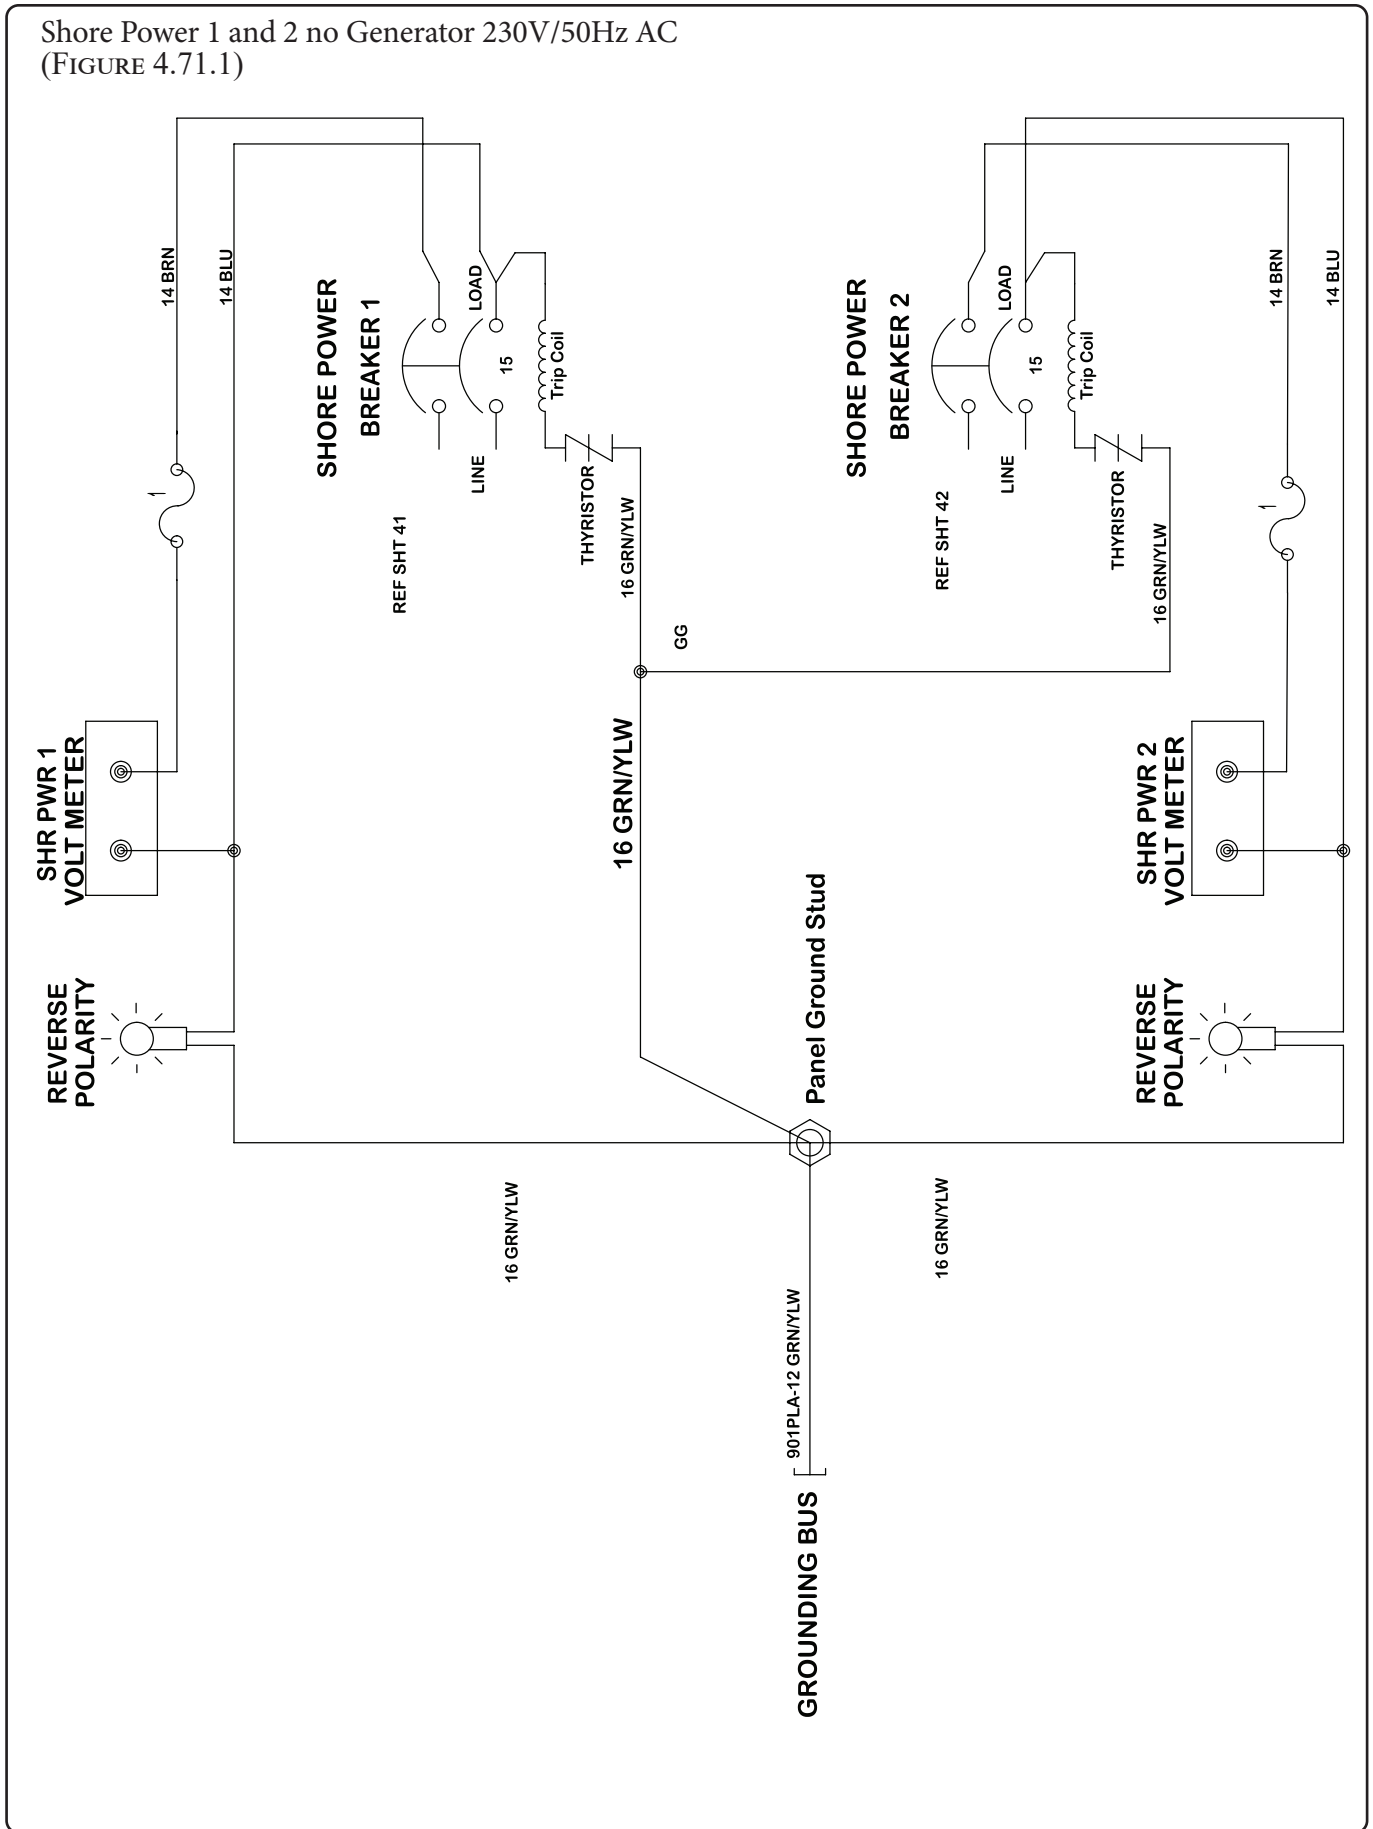 Shore Power 1 and 2 no Generator 230V/50Hz AC
(FIGURE 4.71.1)
14 BRN
14 BLU
SHORE POWER
BREAKER 1
LOAD
15
Trip Coil
LINE
THYRISTOR
16 GRN/YLW
REF SHT 41
1
SHORE POWER
BREAKER 2
LOAD
15
Trip Coil
LINE
THYRISTOR
16 GRN/YLW
REF SHT 42
14 BRN
14 BLU
1
GG
SHR PWR 1
VOLT METER
16 GRN/YLW
SHR PWR 2
VOLT METER
REVERSE
POLARITY
Panel Ground Stud
REVERSE
POLARITY
16 GRN/YLW
16 GRN/YLW
901PLA-12 GRN/YLW
GROUNDING BUS